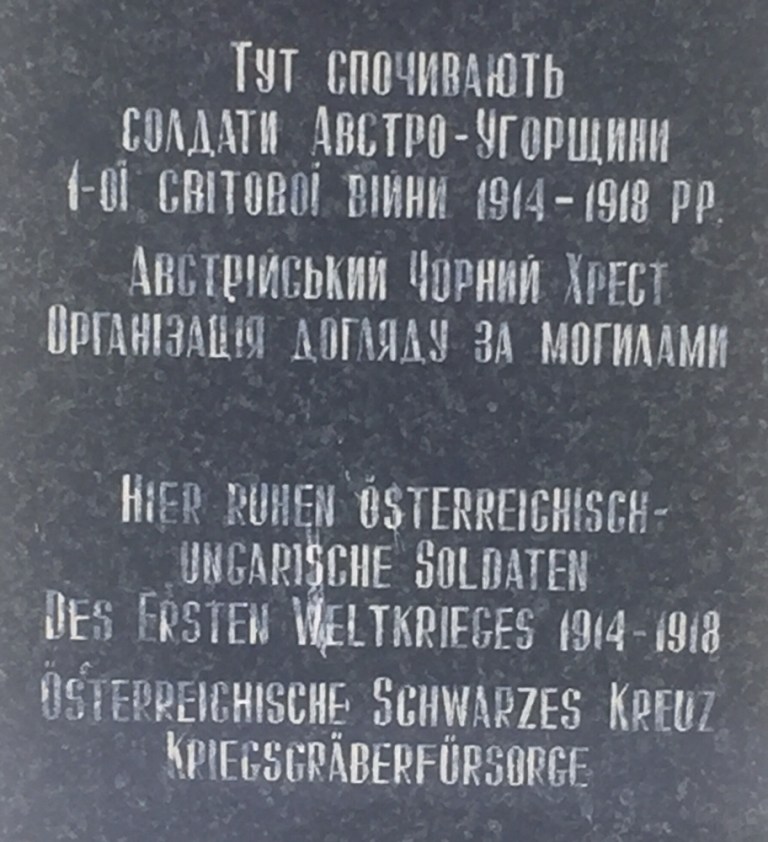 Тут спочивають
солдати Австро-Угорщини
1-ої світової війни 1914-1918 рр.
Австрійський Чорний Хрест
Організація догляду за могилами
Hier ruhen österreichisch-
ungarische Soldaten
Des Ersten Weltkrieges 1914-1918
Österreichische Schwarzes Kreuz
Kriegsgräberfürsorge